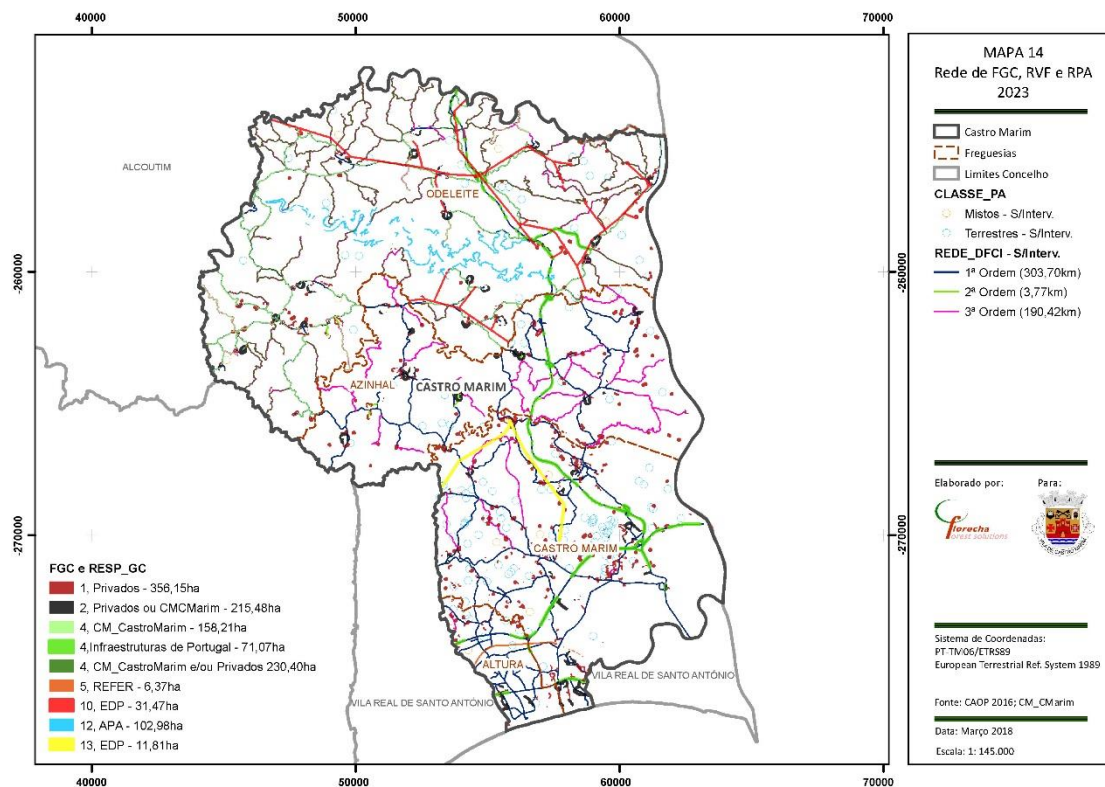 40000
50000
60000
70000
ALCOUTIM
ODELEITE
-260000
-260000
AZINHAL
CASTRO MARIM
-270000
-270000
CASTRO MARIM
ALTURA
VILA REAL DE SANTO ANTÓNIO
VILA REAL DE SANTO ANTÓNIO
FGC e RESP_GC
1, Privados - 356,15ha
2, Privados ou CMCMarim - 215,48ha
4, CM_CastroMarim - 158,21ha
4,Infraestruturas de Portugal - 71,07ha
4, CM_CastroMarim e/ou Privados 230,40ha
5, REFER - 6,37ha
10, EDP - 31,47ha
12, APA - 102,98ha
13, EDP - 11,81ha
40000
50000
60000
70000
MAPA 14
Rede de FGC, RVF e RPA
2023
Castro Marim
Freguesias
Limites Concelho
CLASSE_PA
Mistos - S/Interv.
Terrestres - S/Interv.
REDE_DFCI - S/Interv.
1ª Ordem (303,70km)
2ª Ordem (3,77km)
3ª Ordem (190,42km)
Elaborado por:
Para:
florecha
forest solutions
VILA DE CASTRO MARIM
Sistema de Coordenadas:
PT-TM06/ETRS89
European Terrestrial Ref. System 1989
Fonte: CAOP 2016; CM_CMarim
Data: Março 2018
Escala: 1: 145.000